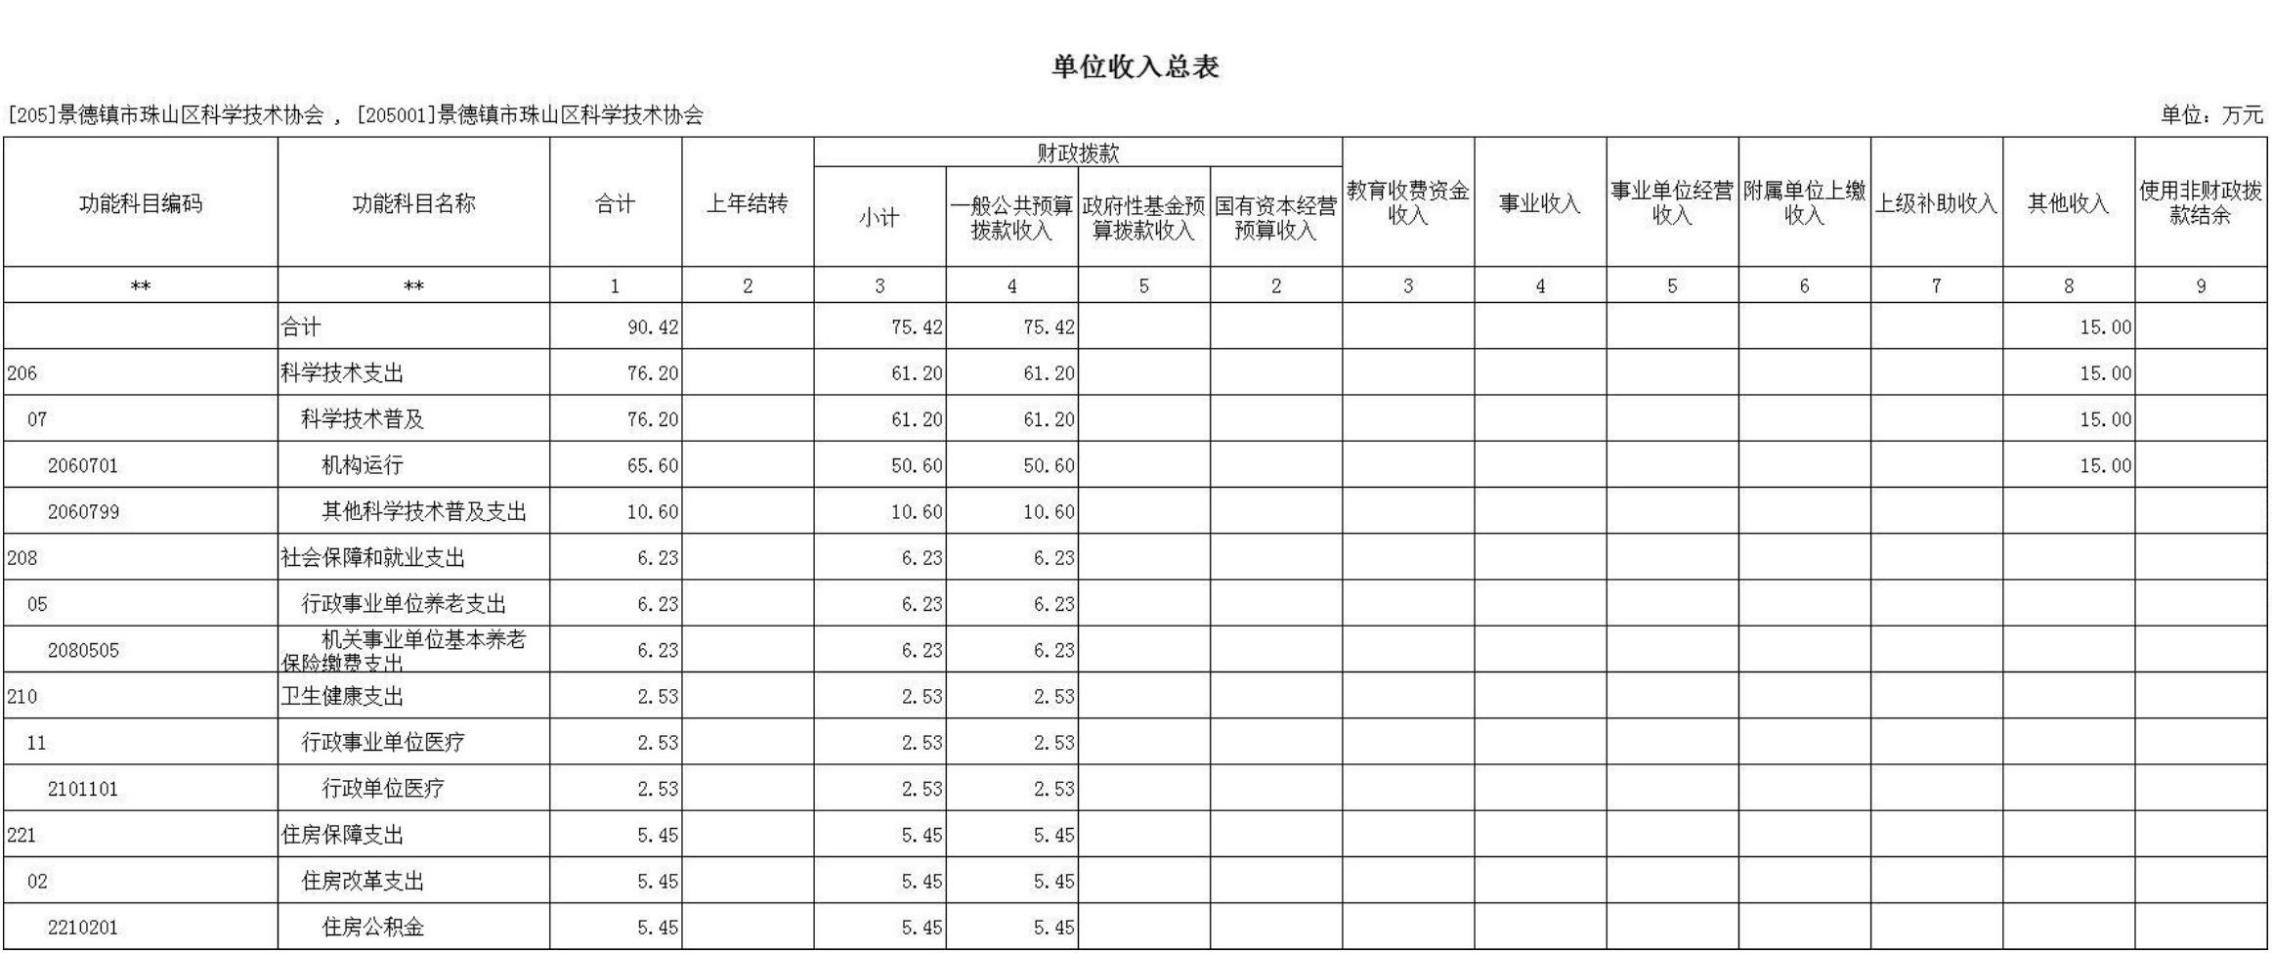 单位收入总表
[205]景德镇市珠山区科学技术协会 , [205001]景德镇市珠山区科学技术协会 单位：万元
功能科目编码 功能科目名称 合计 上年结转 财政拨款 教育收费资金收入 事业收入 事业单位经营收入 附属单位上缴收入 上级补助收入 其他收入 使用非财政拨款结余
小计 一般公共预算拨款收入 政府性基金预算拨款收入 国有资本经营预算收入
** ** 1 2 3 4 5 2 3 4 5 6 7 8 9
合计 90.42 75.42 75.42 15.00
206 科学技术支出 76.20 61.20 61.20 15.00
07 科学技术普及 76.20 61.20 61.20 15.00
2060701 机构运行 65.60 50.60 50.60 15.00
2060799 其他科学技术普及支出 10.60 10.60 10.60
208 社会保障和就业支出 6.23 6.23 6.23
05 行政事业单位养老支出 6.23 6.23 6.23
2080505 机关事业单位基本养老保险缴费支出 6.23 6.23 6.23
210 卫生健康支出 2.53 2.53 2.53
11 行政事业单位医疗 2.53 2.53 2.53
2101101 行政单位医疗 2.53 2.53 2.53
221 住房保障支出 5.45 5.45 5.45
02 住房改革支出 5.45 5.45 5.45
2210201 住房公积金 5.45 5.45 5.45